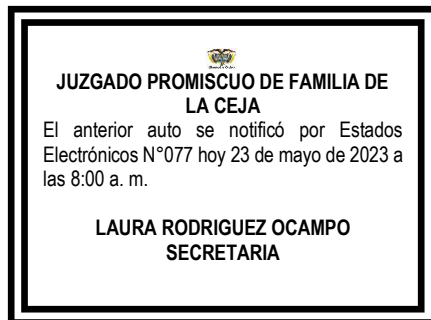 JUZGADO PROMISCUO DE FAMILIA DE
LA CEJA
El anterior auto se notificó por Estados
Electrónicos N°077 hoy 23 de mayo de 2023 a
las 8:00 a. m.
LAURA RODRIGUEZ OCAMPO
SECRETARIA